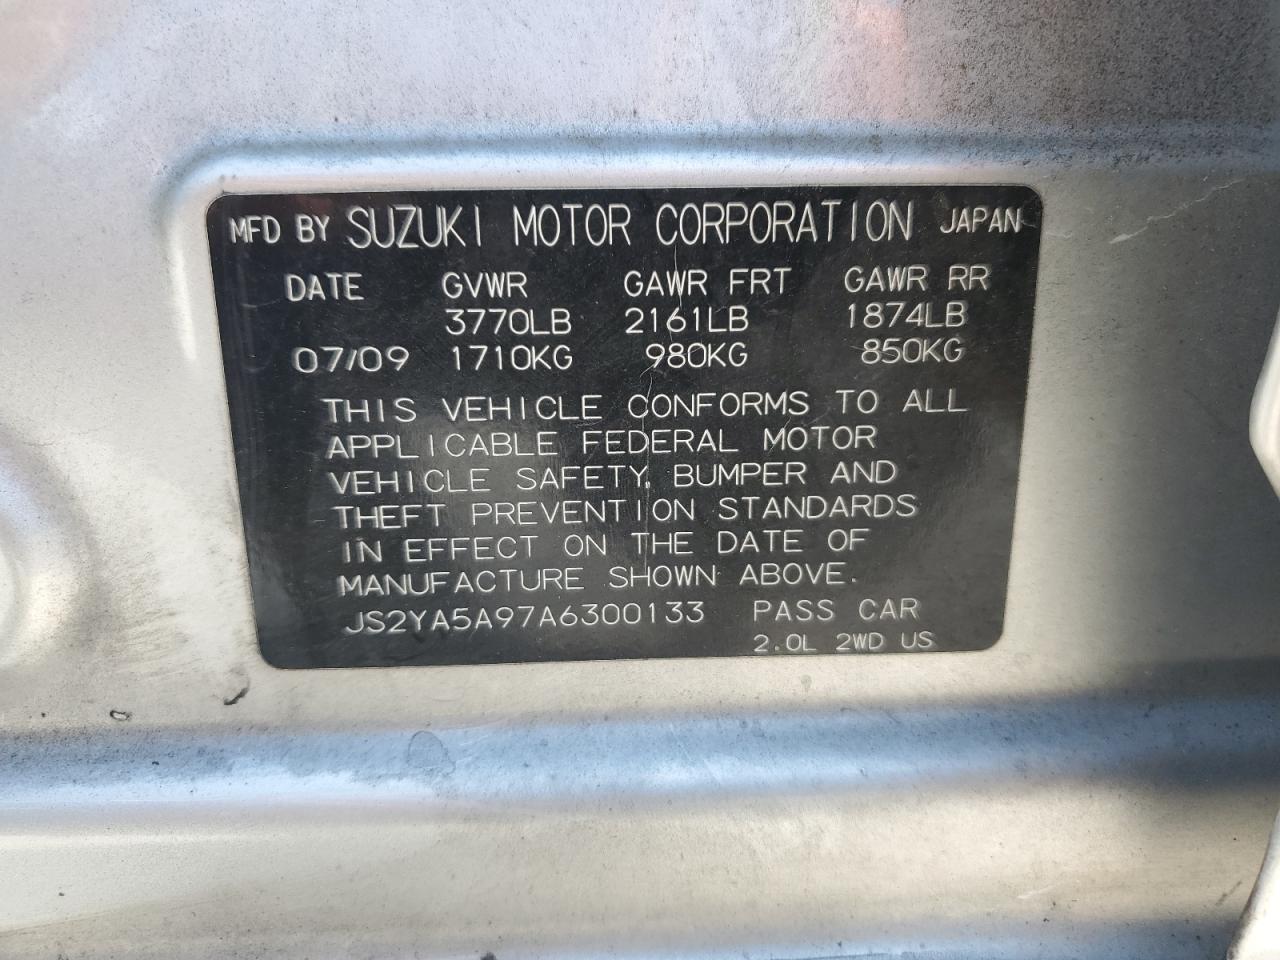 MFD BY SUZUKI MOTOR CORPORATION JAPAN
DATE GVWR GAWR FRT GAWR RR
3770LB 2161LB 1874LB
07/09 1710KG 980KG 850KG
THIS VEHICLE CONFORMS TO ALL
APPLICABLE FEDERAL MOTOR
VEHICLE SAFETY, BUMPER AND
THEFT PREVENTION STANDARDS
IN EFFECT ON THE DATE OF
MANUFACTURE SHOWN ABOVE.
JS2YA5A97A6300133 PASS CAR
2.0L 2WD US